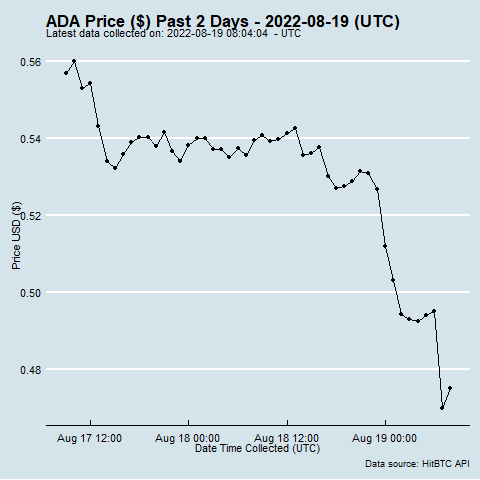 ADA Price ($) Past 2 Days - 2022-08-19 (UTC)
Latest data collected on: 2022-08-19 08:04:04  - UTC
0.56
0.54
0.52
0.50
0.48
Price USD ($)
Aug 17 12:00 Aug 18 00:00 Aug 18 12:00 Aug 19 00:00
Date Time Collected (UTC)
Data source: HitBTC API